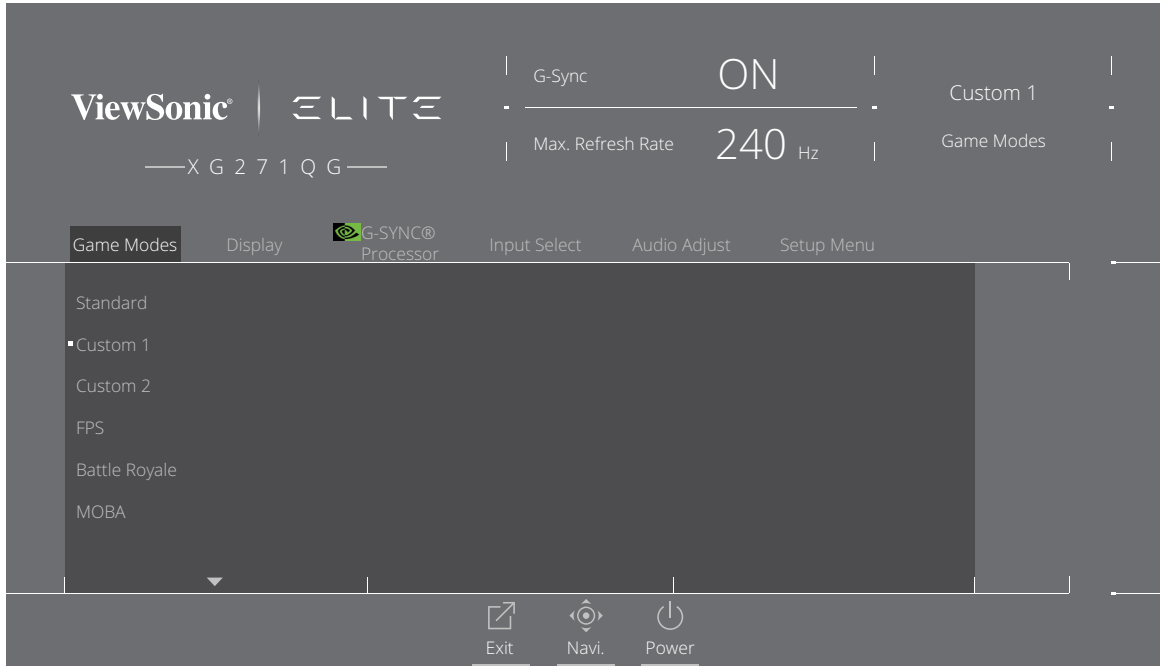 ViewSonic® ELITE
XG271QG
G-Sync ON
Max. Refresh Rate 240 Hz
Custom 1
Game Modes
Game Modes Display G-SYNC® Processor Input Select Audio Adjust Setup Menu
Standard
Custom 1
Custom 2
FPS
Battle Royale
MOBA
Exit Navi. Power